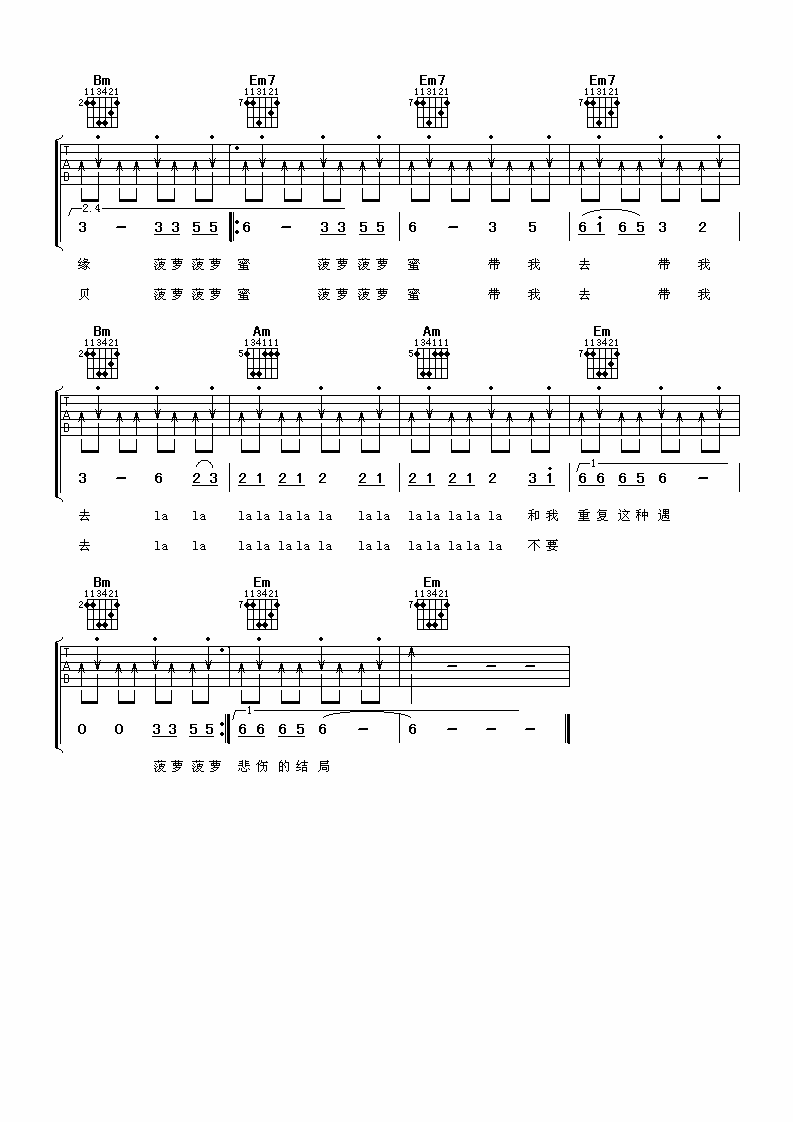 Bm Em7 Em7 Em7
113421 113121 113121 113121
2 7 7 7
T
A
B
2.4
3 - 3 3 5 5 6 - 3 3 5 5 6 - 3 5 6 1 6 5 3 2
缘 菠 萝 菠 萝 蜜 菠 萝 菠 萝 蜜 带 我 去 带 我
贝 菠 萝 菠 萝 蜜 菠 萝 菠 萝 蜜 带 我 去 带 我
Bm Am Am Em
113421 134111 134111 113421
2 5 5 7
T
A
B
1
3 - 6 2 3 2 1 2 1 2 2 1 2 1 2 1 2 3 1 6 6 6 5 6 -
去 la la la la la la la la la la la la la la 和 我 重 复 这 种 遇
去 la la la la la la la la la la la la la la 不 要
Bm Em Em
113421 113421 113421
2 7 7
T
A
B
1
0 0 3 3 5 5 6 6 6 5 6 - 6 - - -
菠 萝 菠 萝 悲 伤 的 结 局